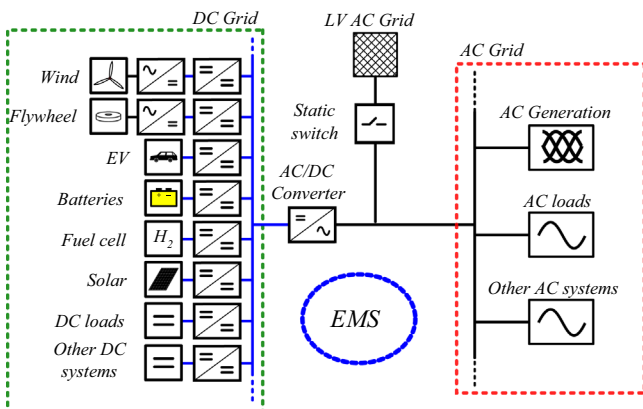 DC Grid
LV AC Grid
AC Grid
Wind
Flywheel
EV
Batteries
Fuel cell
H2
Solar
DC loads
Other DC
systems
Static
switch
AC/DC
Converter
EMS
AC Generation
AC loads
Other AC systems